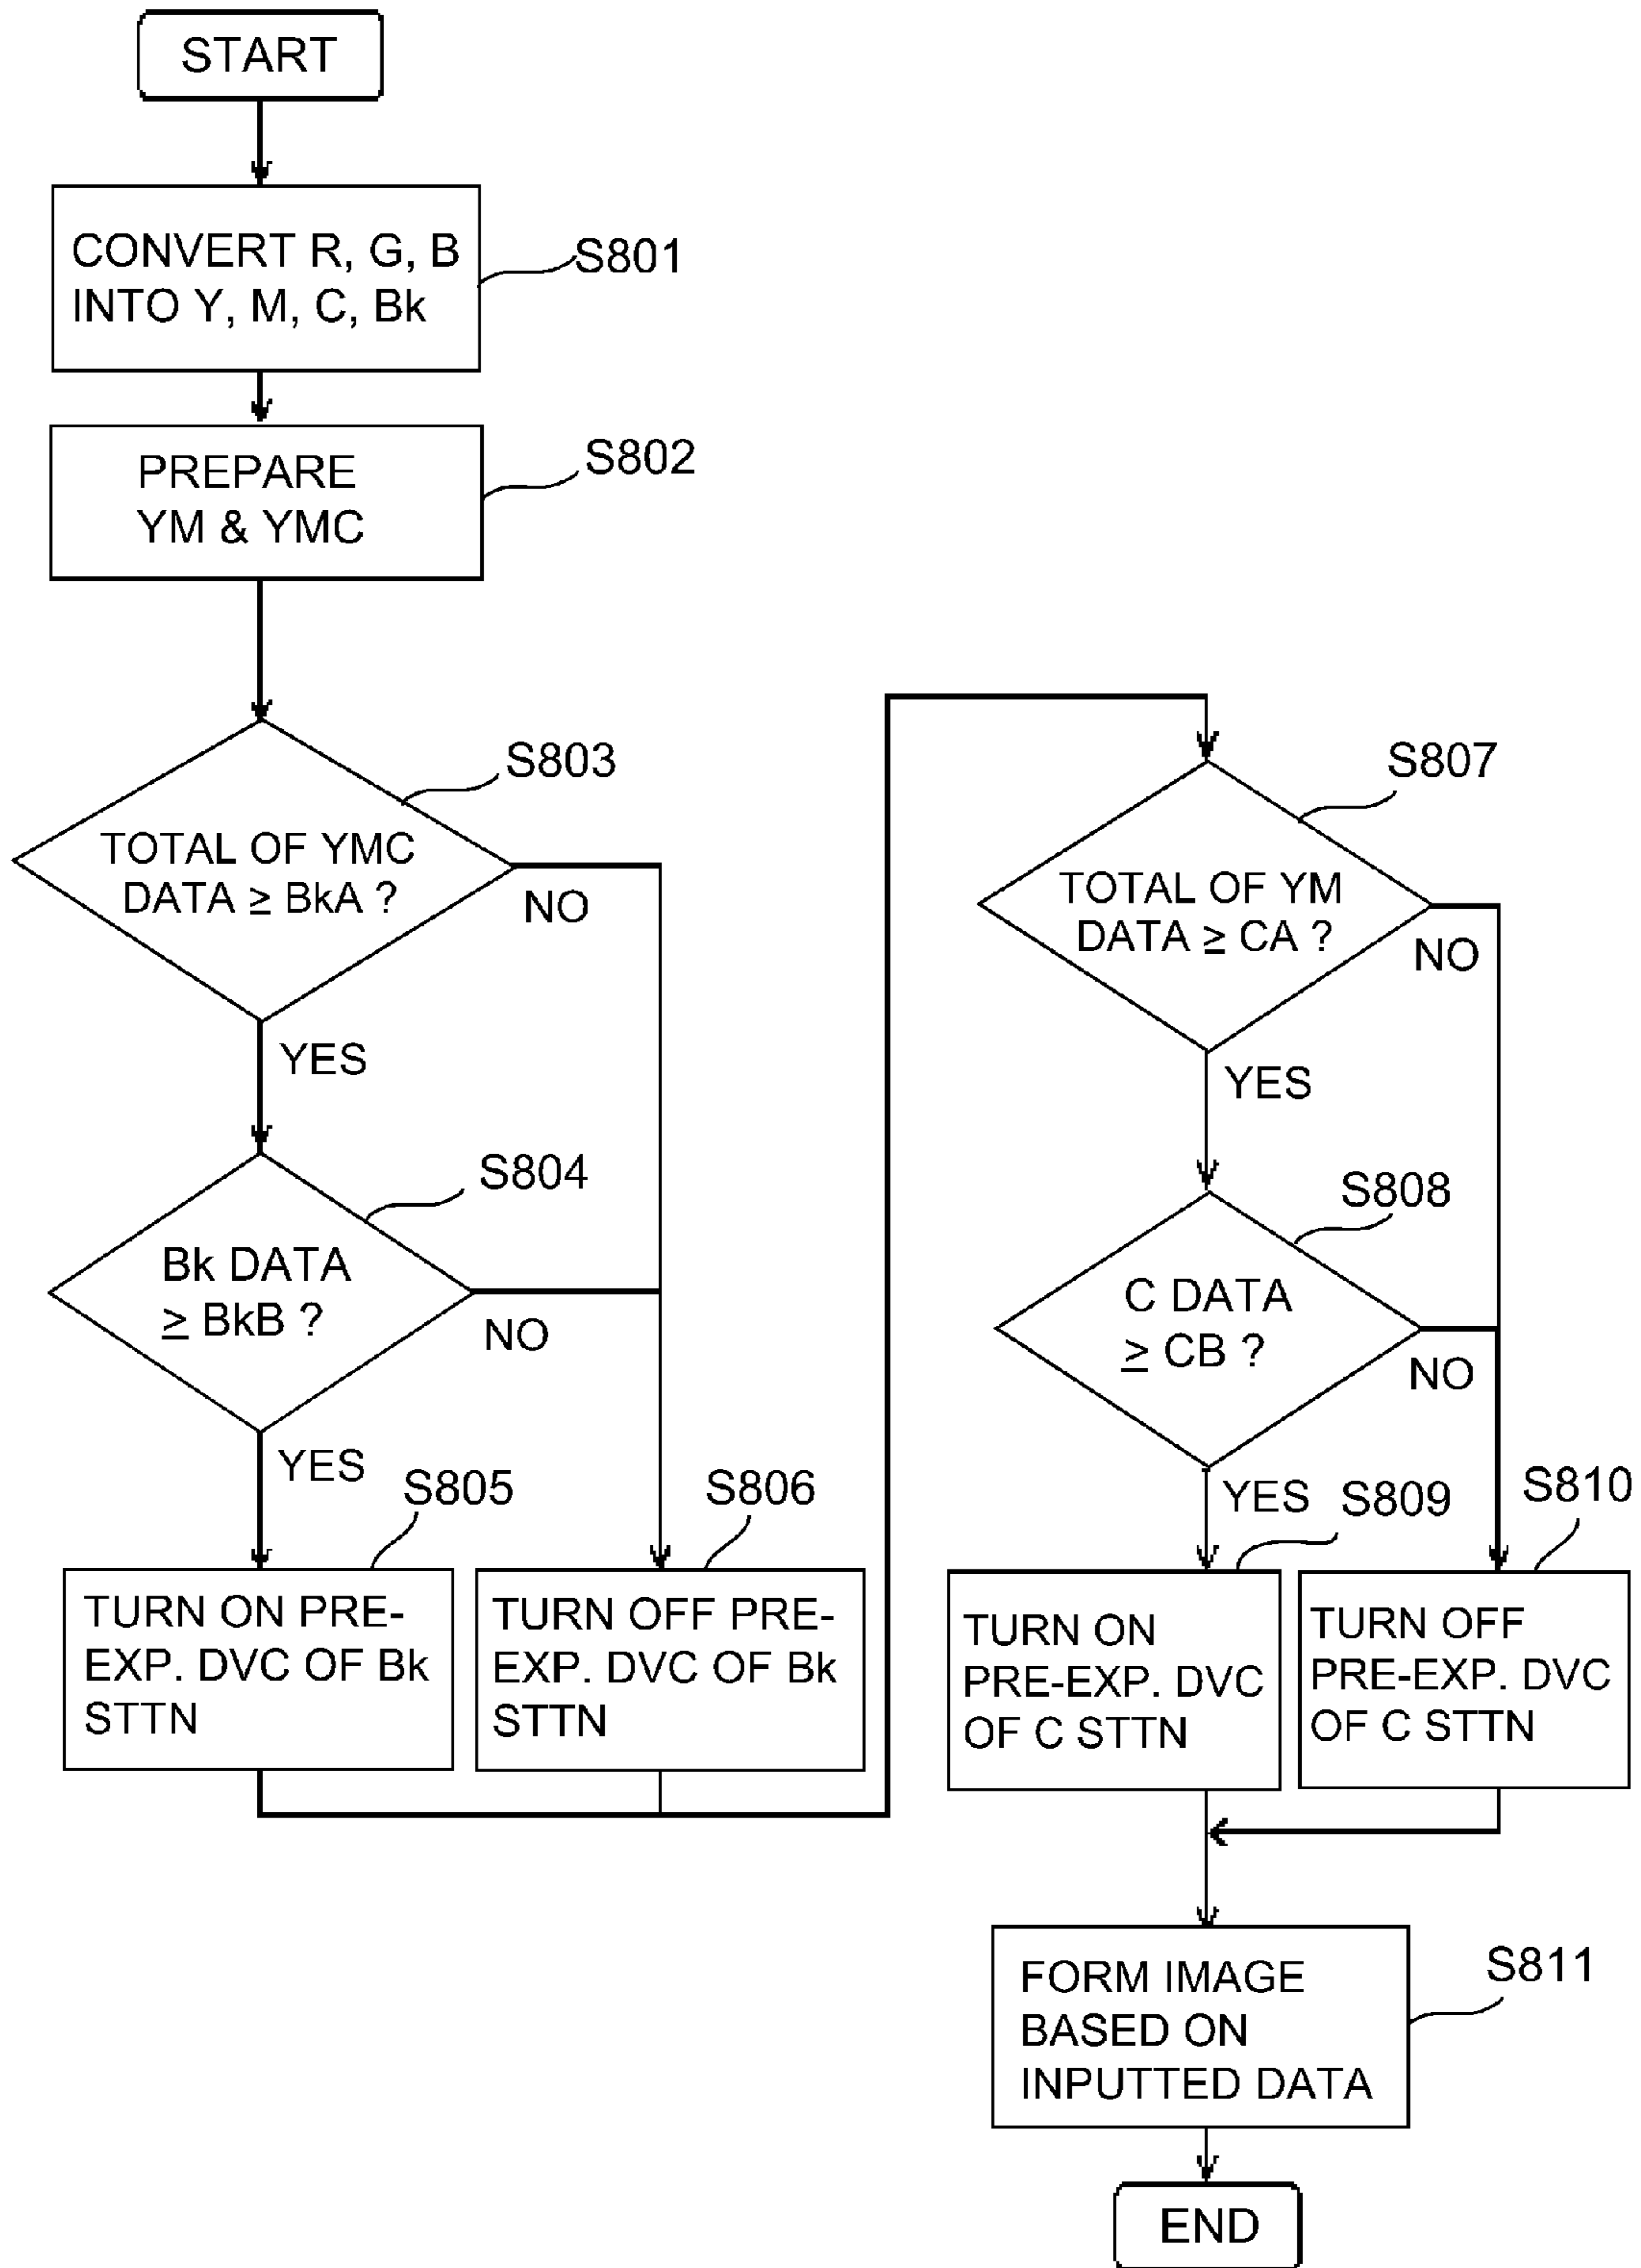 START
CONVERT R, G, B
INTO Y, M, C, Bk
S801
PREPARE
YM & YMC
S802
TOTAL OF YMC
DATA ≥ BkA ?
S803
NO
YES
Bk DATA
≥ BkB ?
S804
NO
YES
S805
TURN ON PRE-
EXP. DVC OF Bk
STTN
S806
TURN OFF PRE-
EXP. DVC OF Bk
STTN
S807
TOTAL OF YM
DATA ≥ CA ?
NO
YES
S808
C DATA
≥ CB ?
NO
YES
S809
TURN ON
PRE-EXP. DVC
OF C STTN
S810
TURN OFF
PRE-EXP. DVC
OF C STTN
FORM IMAGE
BASED ON
INPUTTED DATA
S811
END